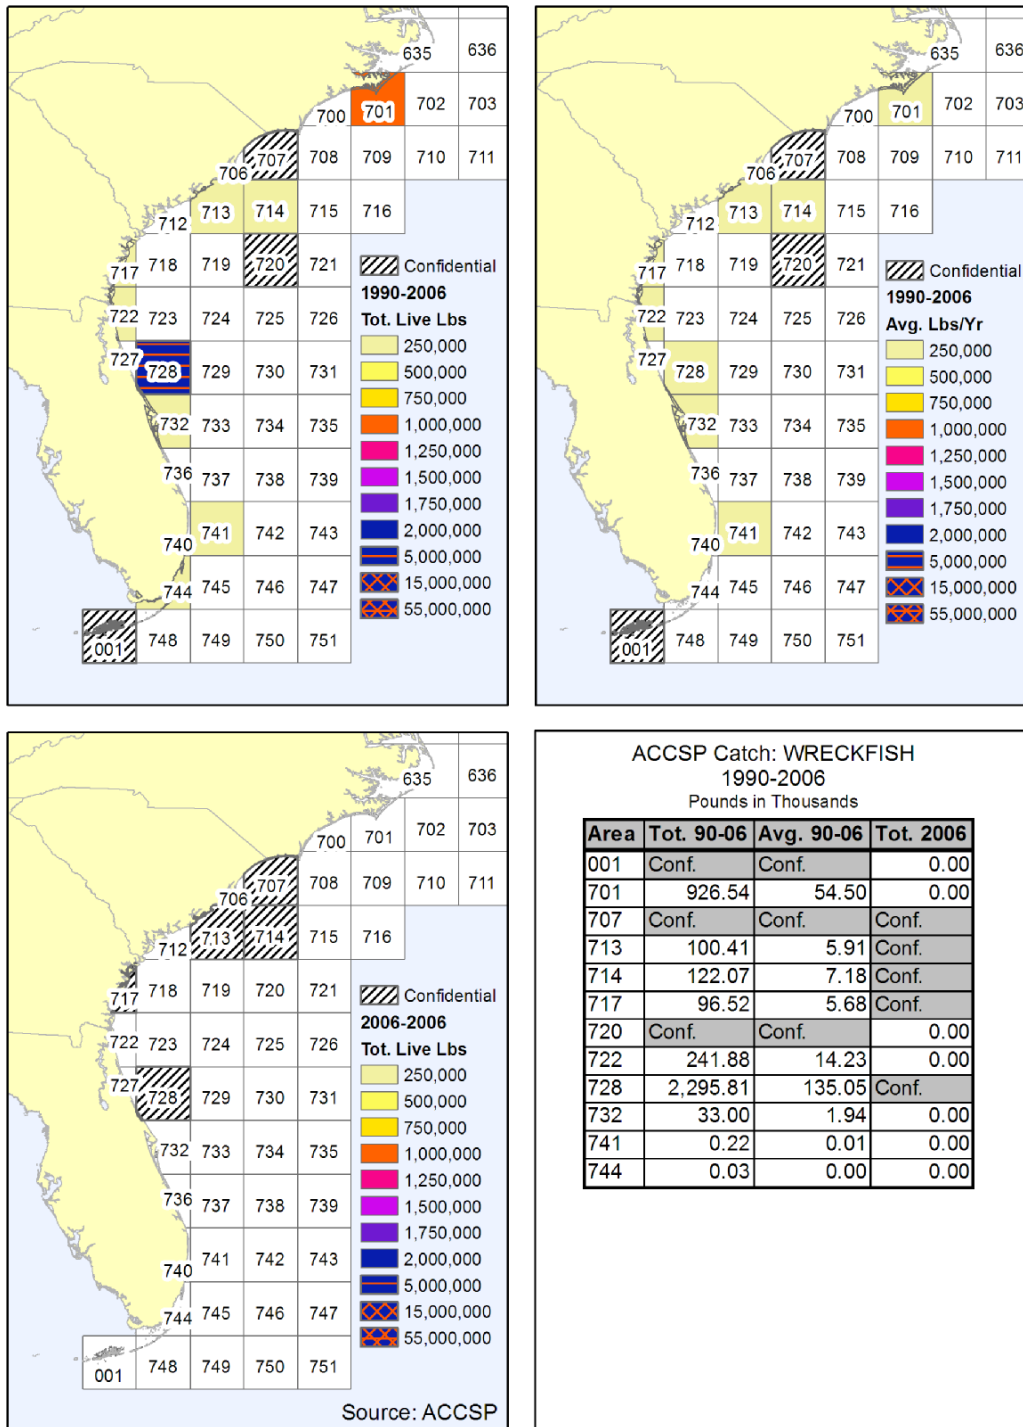 635 636
700 701 702 703
706 707 708 709 710 711
712 713 714 715 716
717 718 719 720 721
722 723 724 725 726
727 728 729 730 731
732 733 734 735
736 737 738 739
740 741 742 743
744 745 746 747
001 748 749 750 751
Confidential
1990-2006
Tot. Live Lbs
250,000
500,000
750,000
1,000,000
1,250,000
1,500,000
1,750,000
2,000,000
5,000,000
15,000,000
55,000,000
635 636
700 701 702 703
706 707 708 709 710 711
712 713 714 715 716
717 718 719 720 721
722 723 724 725 726
727 728 729 730 731
732 733 734 735
736 737 738 739
740 741 742 743
744 745 746 747
001 748 749 750 751
Confidential
1990-2006
Avg. Lbs/Yr
250,000
500,000
750,000
1,000,000
1,250,000
1,500,000
1,750,000
2,000,000
5,000,000
15,000,000
55,000,000
635 636
700 701 702 703
706 707 708 709 710 711
712 713 714 715 716
717 718 719 720 721
722 723 724 725 726
727 728 729 730 731
732 733 734 735
736 737 738 739
740 741 742 743
744 745 746 747
001 748 749 750 751
Confidential
2006-2006
Tot. Live Lbs
250,000
500,000
750,000
1,000,000
1,250,000
1,500,000
1,750,000
2,000,000
5,000,000
15,000,000
55,000,000
Source: ACCSP
ACCSP Catch: WRECKFISH
1990-2006
Pounds in Thousands
Area Tot. 90-06 Avg. 90-06 Tot. 2006
001 Conf. Conf. 0.00
701 926.54 54.50 0.00
707 Conf. Conf. Conf.
713 100.41 5.91 Conf.
714 122.07 7.18 Conf.
717 96.52 5.68 Conf.
720 Conf. Conf. 0.00
722 241.88 14.23 0.00
728 2,295.81 135.05 Conf.
732 33.00 1.94 0.00
741 0.22 0.01 0.00
744 0.03 0.00 0.00